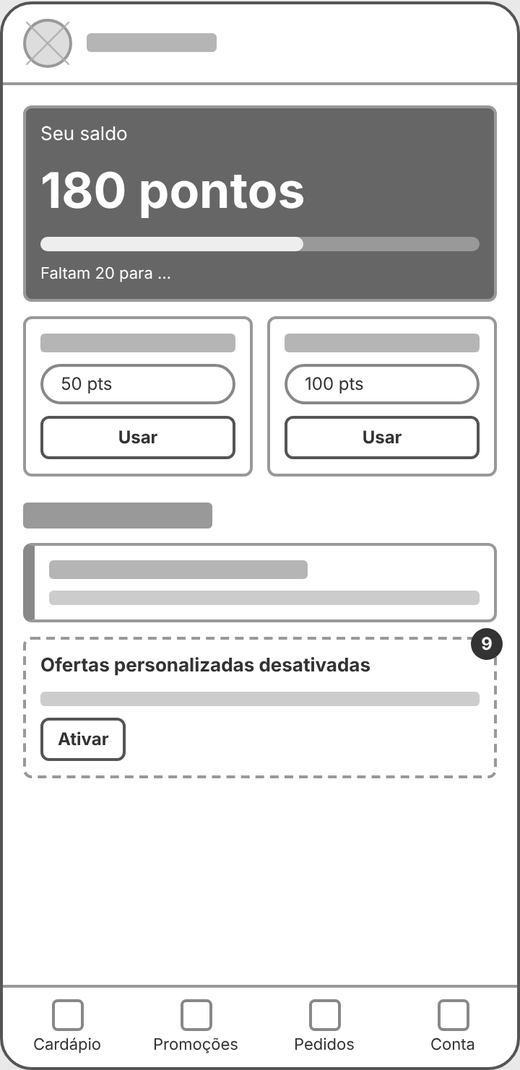 Seu saldo
180 pontos
Faltam 20 para ...
50 pts
100 pts
Usar
Usar
9
Ofertas personalizadas desativadas
Ativar
Cardápio
Promoções
Pedidos
Conta